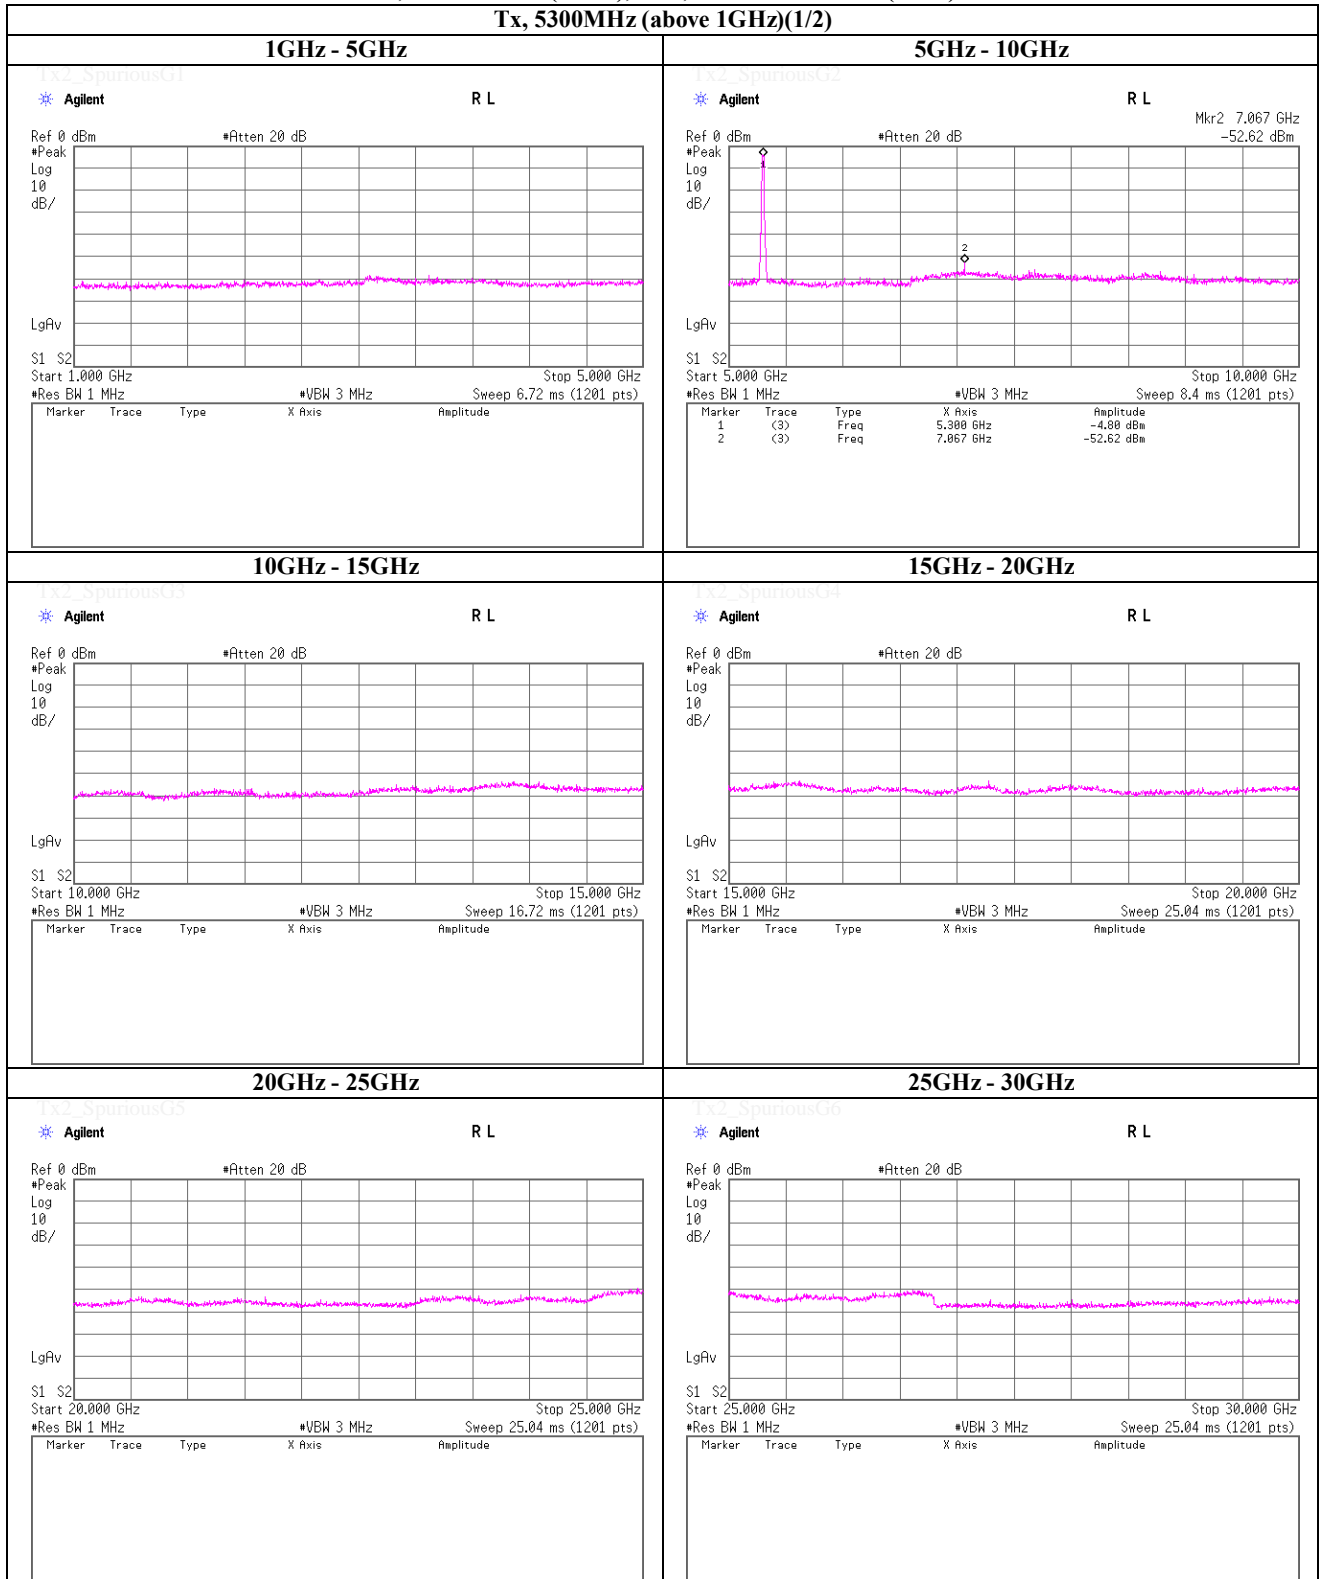 Tx, 5300MHz (above 1GHz)(1/2)
1GHz - 5GHz
Tx2_SpuriousG1
Agilent
R L
Ref 0 dBm
#Atten 20 dB
#Peak
Log
10
dB/
LgAv
S1 S2
Start 1.000 GHz
Stop 5.000 GHz
#Res BW 1 MHz
#VBW 3 MHz
Sweep 6.72 ms (1201 pts)
Marker Trace Type X Axis Amplitude
5GHz - 10GHz
Tx2_SpuriousG2
Agilent
R L
Mkr2 7.067 GHz
Ref 0 dBm
#Atten 20 dB
-52.62 dBm
#Peak
Log
10
dB/
1
2
LgAv
S1 S2
Start 5.000 GHz
Stop 10.000 GHz
#Res BW 1 MHz
#VBW 3 MHz
Sweep 8.4 ms (1201 pts)
Marker Trace Type X Axis Amplitude
1 (3) Freq 5.300 GHz -4.80 dBm
2 (3) Freq 7.067 GHz -52.62 dBm
10GHz - 15GHz
Tx2_SpuriousG3
Agilent
R L
Ref 0 dBm
#Atten 20 dB
#Peak
Log
10
dB/
LgAv
S1 S2
Start 10.000 GHz
Stop 15.000 GHz
#Res BW 1 MHz
#VBW 3 MHz
Sweep 16.72 ms (1201 pts)
Marker Trace Type X Axis Amplitude
15GHz - 20GHz
Tx2_SpuriousG4
Agilent
R L
Ref 0 dBm
#Atten 20 dB
#Peak
Log
10
dB/
LgAv
S1 S2
Start 15.000 GHz
Stop 20.000 GHz
#Res BW 1 MHz
#VBW 3 MHz
Sweep 25.04 ms (1201 pts)
Marker Trace Type X Axis Amplitude
20GHz - 25GHz
Tx2_SpuriousG5
Agilent
R L
Ref 0 dBm
#Atten 20 dB
#Peak
Log
10
dB/
LgAv
S1 S2
Start 20.000 GHz
Stop 25.000 GHz
#Res BW 1 MHz
#VBW 3 MHz
Sweep 25.04 ms (1201 pts)
Marker Trace Type X Axis Amplitude
25GHz - 30GHz
Tx2_SpuriousG6
Agilent
R L
Ref 0 dBm
#Atten 20 dB
#Peak
Log
10
dB/
LgAv
S1 S2
Start 25.000 GHz
Stop 30.000 GHz
#Res BW 1 MHz
#VBW 3 MHz
Sweep 25.04 ms (1201 pts)
Marker Trace Type X Axis Amplitude